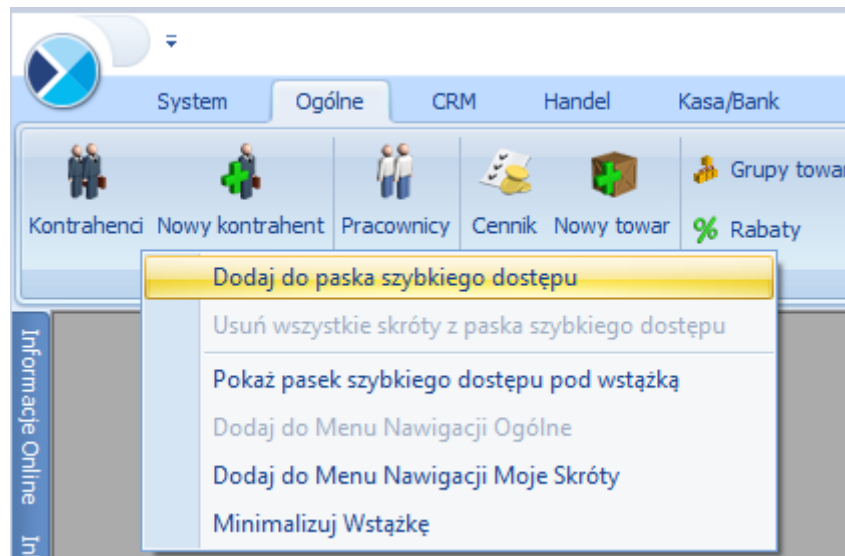 System Ogólne CRM Handel Kasa/Bank
Kontrahenci Nowy kontrahent Pracownicy Cennik Nowy towar
Grupy towar
% Rabaty
Dodaj do paska szybkiego dostępu
Usuń wszystkie skróty z paska szybkiego dostępu
Pokaż pasek szybkiego dostępu pod wstążką
Dodaj do Menu Nawigacji Ogólne
Dodaj do Menu Nawigacji Moje Skróty
Minimalizuj Wstążkę
Informacje Online
In